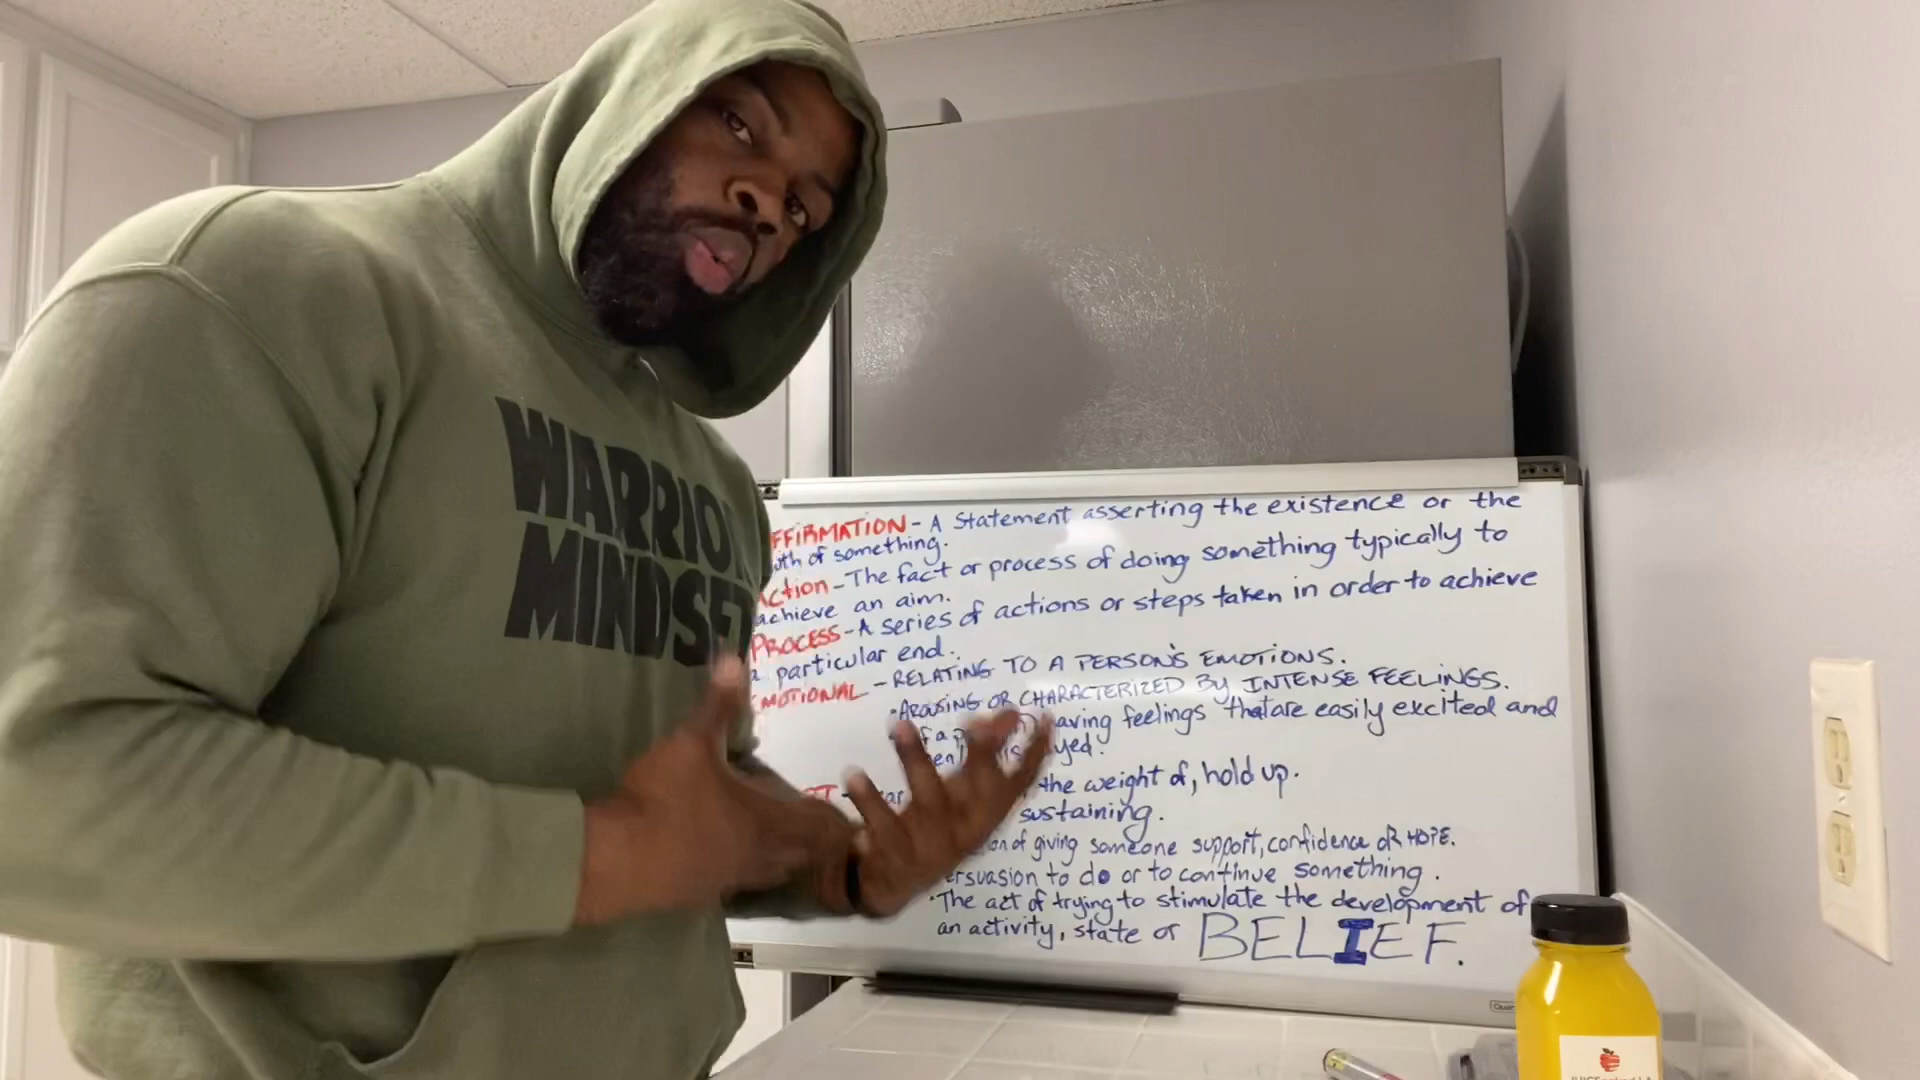 WARRIOR
MINDSET
FFIRMATION - A Statement asserting the existence or the
of something.
Action - The fact or process of doing something typically to
achieve an aim.
PROCESS - A series of actions or steps taken in order to achieve
a particular end.
EMOTIONAL - RELATING TO A PERSON'S EMOTIONS.
• AROUSING OR CHARACTERIZED BY INTENSE FEELINGS.
feelings that are easily excited and
the weight of, hold up.
sustaining.
of giving someone support, confidence OR HOPE.
to do or to continue something.
• The act of trying to stimulate the development of
an activity, state or BELIEF.